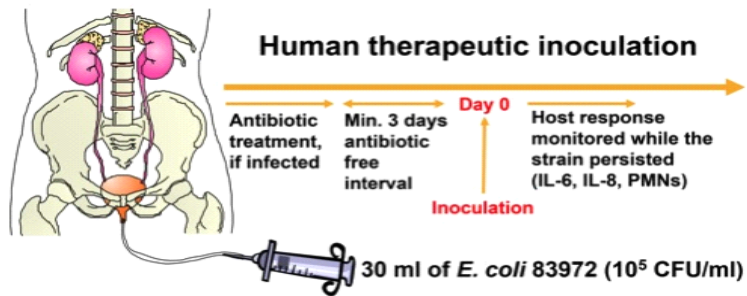 Human therapeutic inoculation
Antibiotic
treatment,
if infected
Min. 3 days
antibiotic
free
interval
Day 0
Inoculation
Host response
monitored while the
strain persisted
(IL-6, IL-8, PMNs)
30 ml of E. coli 83972 (10⁵ CFU/ml)